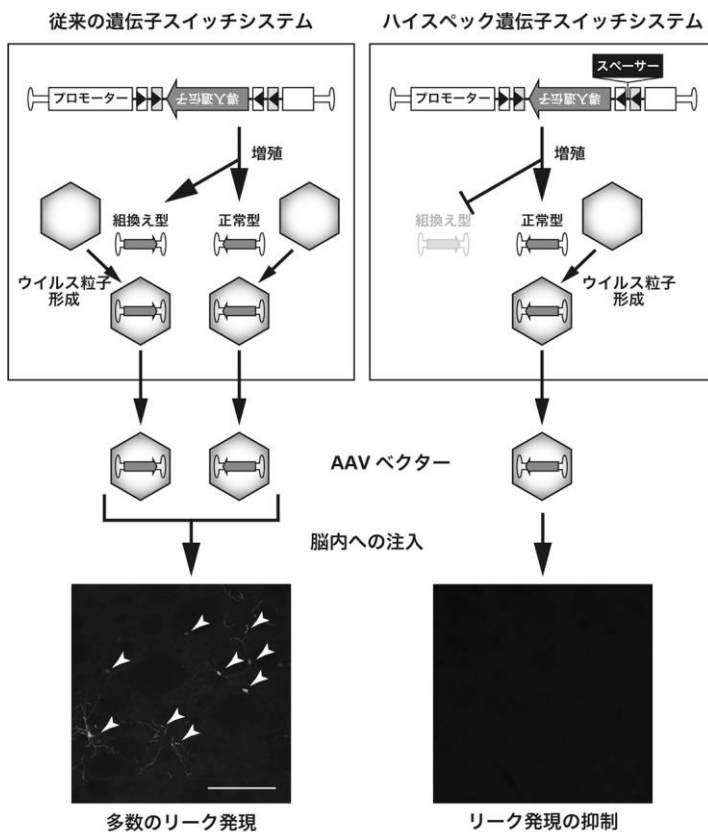 従来の遺伝子スイッチシステム
プロモーター
導入遺伝子
増殖
組換え型
正常型
ウイルス粒子
形成
ハイスペック遺伝子スイッチシステム
スペーサー
プロモーター
導入遺伝子
増殖
組換え型
正常型
ウイルス粒子
形成
AAV ベクター
脳内への注入
多数のリーク発現
リーク発現の抑制